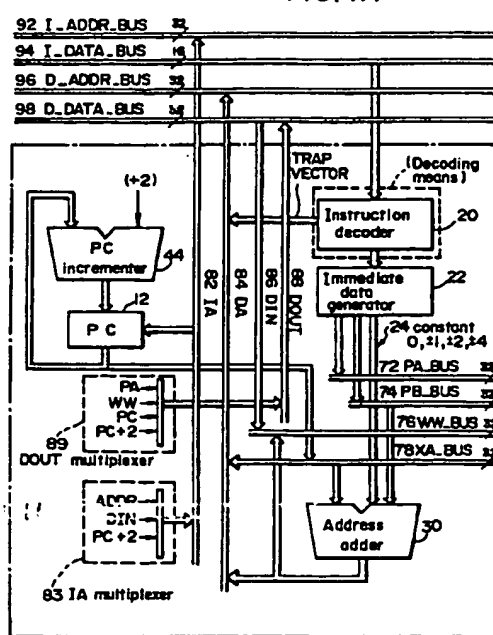 92 I_ADDR_BUS 32
94 I_DATA_BUS 16
96 D_ADDR_BUS 32
98 D_DATA_BUS
TRAP VECTOR
(Decoding means)
Instruction decoder
20
(+2)
PC incrementer
44
12
PC
82 IA
84 DA
86 DIN
88 DOUT
Immediate data generator
22
24 constant
0, ±1, ±2, ±4
72 PA_BUS
74 PB_BUS
76 WW_BUS
78 XA_BUS
PA
WW
PC
PC+2
89
DOUT multiplexer
ADDR
DIN
PC+2
83 IA multiplexer
Address adder
30